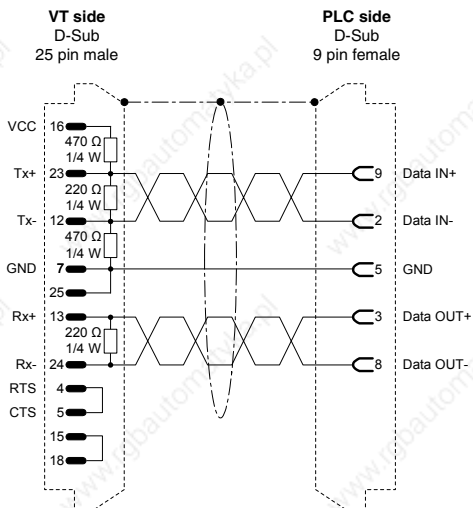 VT side
D-Sub
25 pin male
PLC side
D-Sub
9 pin female
VCC 16
470 Ω
1/4 W
Tx+ 23 9 Data IN+
220 Ω
1/4 W
Tx- 12 2 Data IN-
470 Ω
1/4 W
GND 7 5 GND
25
Rx+ 13 3 Data OUT+
220 Ω
1/4 W
Rx- 24 8 Data OUT-
RTS 4
CTS 5
15
18
www.rgbautomatyka.pl